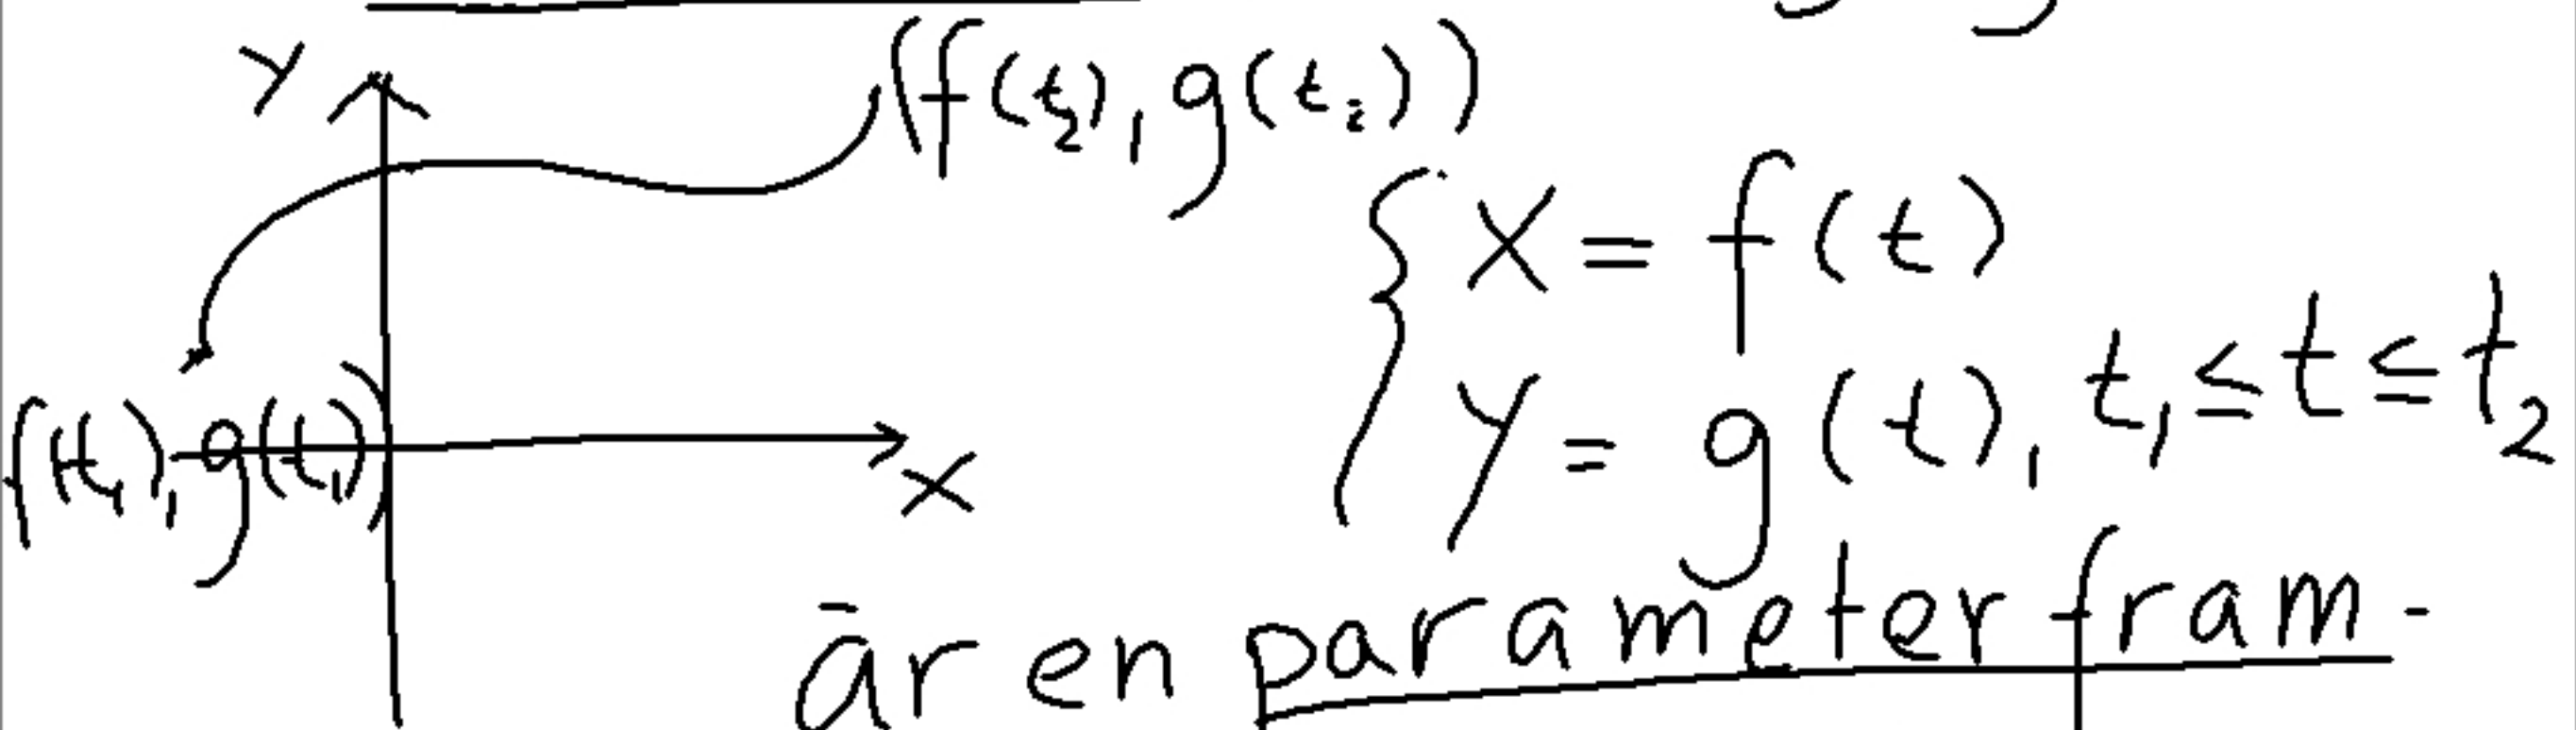 y
(f(t₂), g(t₂))
{ x = f(t)
y = g(t), t₁ ≤ t ≤ t₂
(t₁), g(t₁))
x
är en parameterfram-